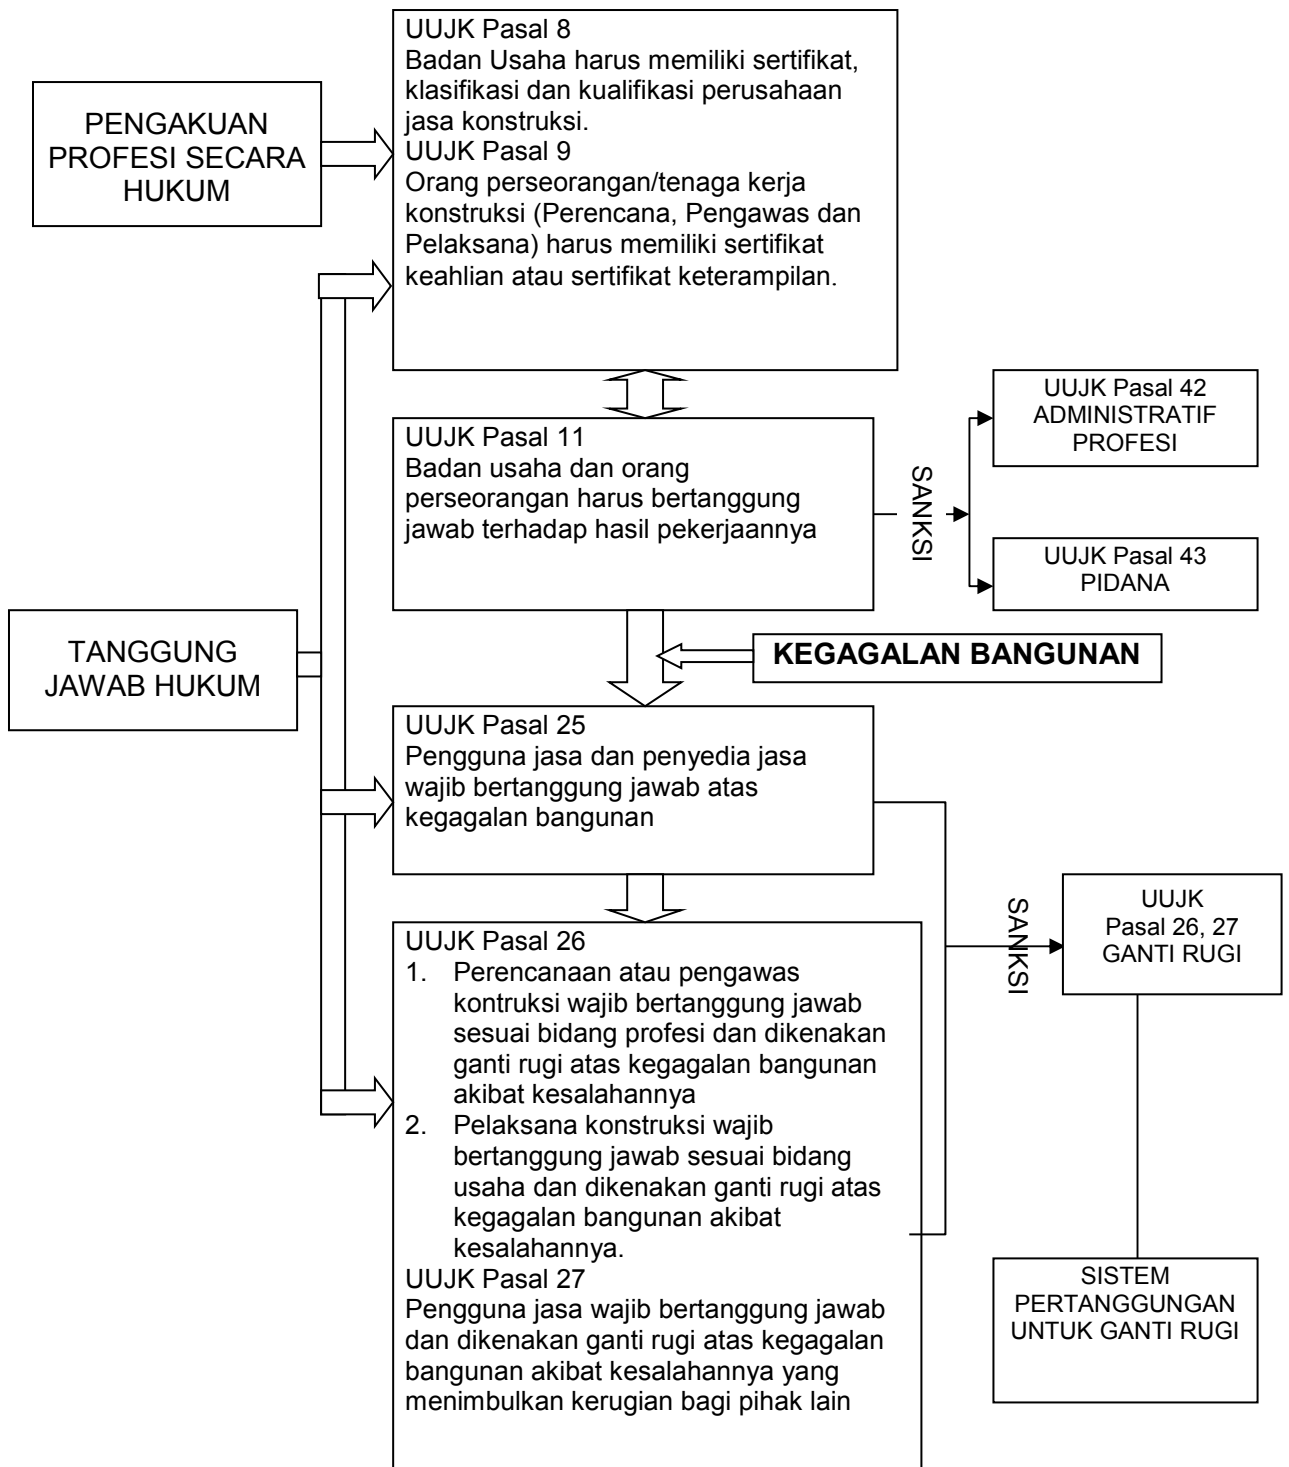 UUJK Pasal 8
Badan Usaha harus memiliki sertifikat,
klasifikasi dan kualifikasi perusahaan
jasa konstruksi.
UUJK Pasal 9
Orang perseorangan/tenaga kerja
konstruksi (Perencana, Pengawas dan
Pelaksana) harus memiliki sertifikat
keahlian atau sertifikat keterampilan.
PENGAKUAN
PROFESI SECARA
HUKUM
UUJK Pasal 11
Badan usaha dan orang
perseorangan harus bertanggung
jawab terhadap hasil pekerjaannya
SANKSI
UUJK Pasal 42
ADMINISTRATIF
PROFESI
UUJK Pasal 43
PIDANA
TANGGUNG
JAWAB HUKUM
KEGAGALAN BANGUNAN
UUJK Pasal 25
Pengguna jasa dan penyedia jasa
wajib bertanggung jawab atas
kegagalan bangunan
UUJK Pasal 26
1. Perencanaan atau pengawas
kontruksi wajib bertanggung jawab
sesuai bidang profesi dan dikenakan
ganti rugi atas kegagalan bangunan
akibat kesalahannya
2. Pelaksana konstruksi wajib
bertanggung jawab sesuai bidang
usaha dan dikenakan ganti rugi atas
kegagalan bangunan akibat
kesalahannya.
UUJK Pasal 27
Pengguna jasa wajib bertanggung jawab
dan dikenakan ganti rugi atas kegagalan
bangunan akibat kesalahannya yang
menimbulkan kerugian bagi pihak lain
SANKSI
UUJK
Pasal 26, 27
GANTI RUGI
SISTEM
PERTANGGUNGAN
UNTUK GANTI RUGI